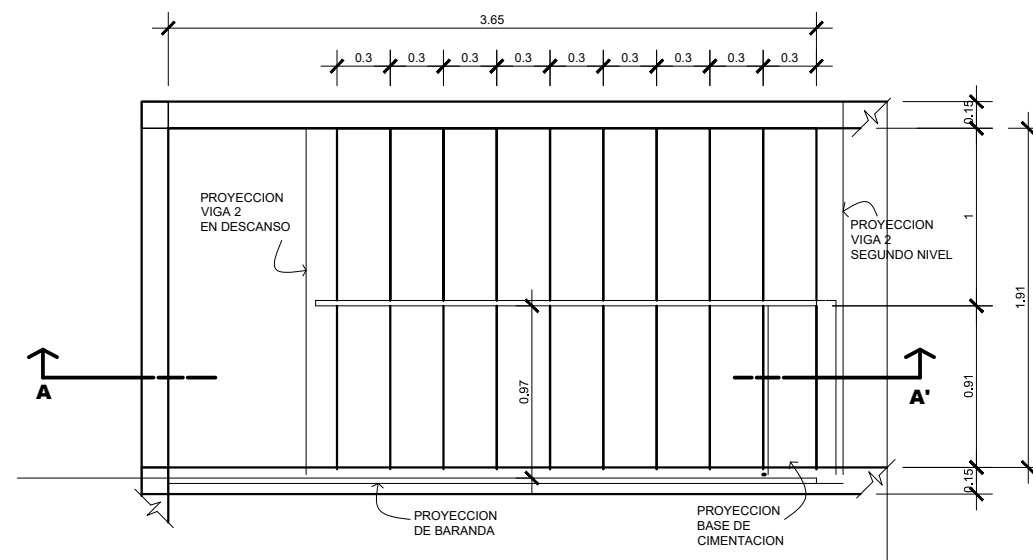 3.65
0.3 0.3 0.3 0.3 0.3 0.3 0.3 0.3 0.3
0.15
PROYECCION
VIGA 2
EN DESCANSO
PROYECCION
VIGA 2
SEGUNDO NIVEL
1
1.91
0.97
0.91
A
A'
0.15
PROYECCION
DE BARANDA
PROYECCION
BASE DE
CIMENTACION